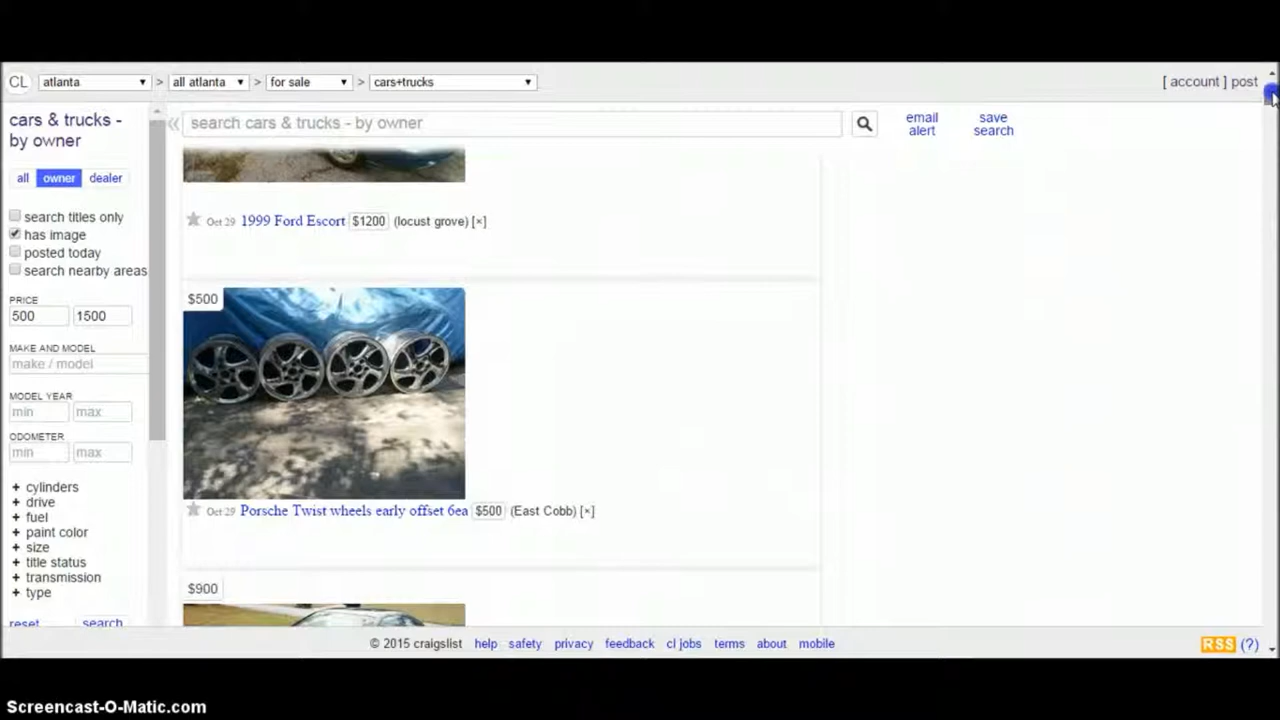 CL atlanta > all atlanta > for sale > cars+trucks [ account ] post
cars & trucks -
by owner
all owner dealer
search titles only
has image
posted today
search nearby areas
PRICE
500 1500
MAKE AND MODEL
make / model
MODEL YEAR
min max
ODOMETER
min max
+ cylinders
+ drive
+ fuel
+ paint color
+ size
+ title status
+ transmission
+ type
reset search
« search cars & trucks - by owner
email
alert
save
search
Oct 29 1999 Ford Escort $1200 (locust grove) [×]
$500
Oct 29 Porsche Twist wheels early offset 6ea $500 (East Cobb) [×]
$900
© 2015 craigslist help safety privacy feedback cl jobs terms about mobile RSS (?)
Screencast-O-Matic.com